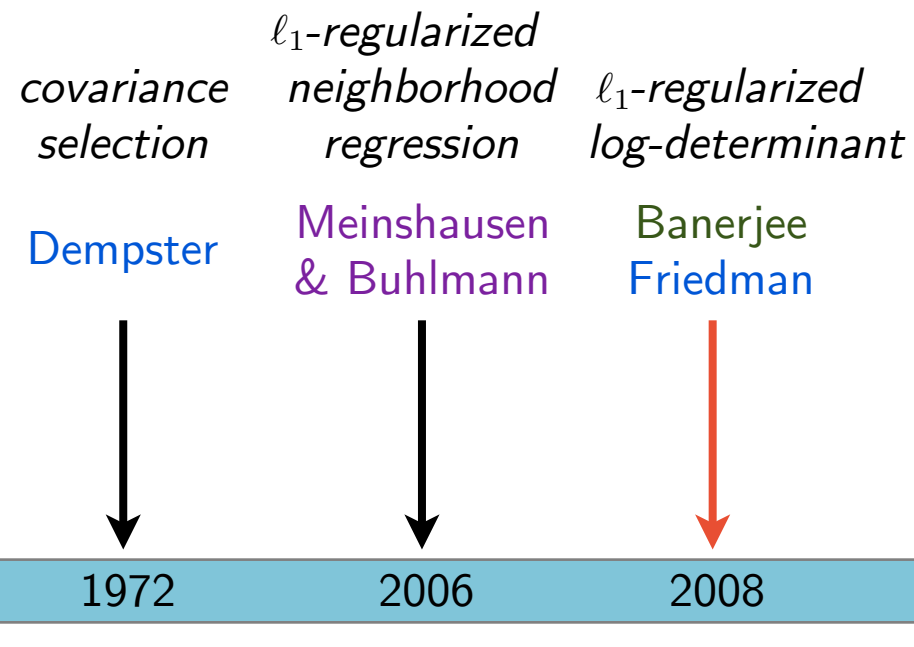 covariance
selection
Dempster
ℓ₁-regularized
neighborhood
regression
Meinshausen
& Buhlmann
ℓ₁-regularized
log-determinant
Banerjee
Friedman
1972
2006
2008